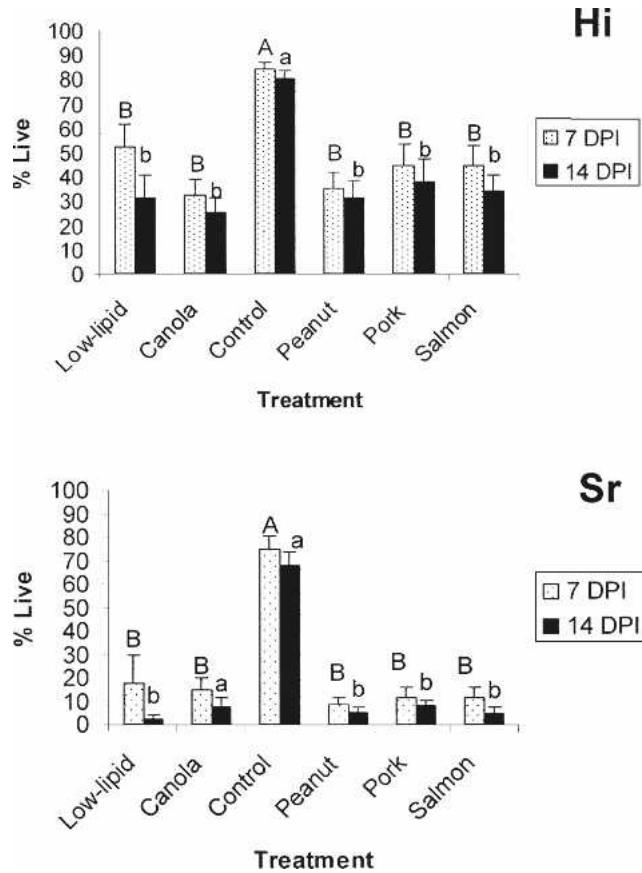 Hi
100
90
80
70
60
50
40
30
20
10
0
% Live
B b B b A a B b B b B b
7 DPI
14 DPI
Low-lipid Canola Control Peanut Pork Salmon
Treatment
Sr
100
90
80
70
60
50
40
30
20
10
0
% Live
B b B a A a B b B b B b
7 DPI
14 DPI
Low-lipid Canola Control Peanut Pork Salmon
Treatment